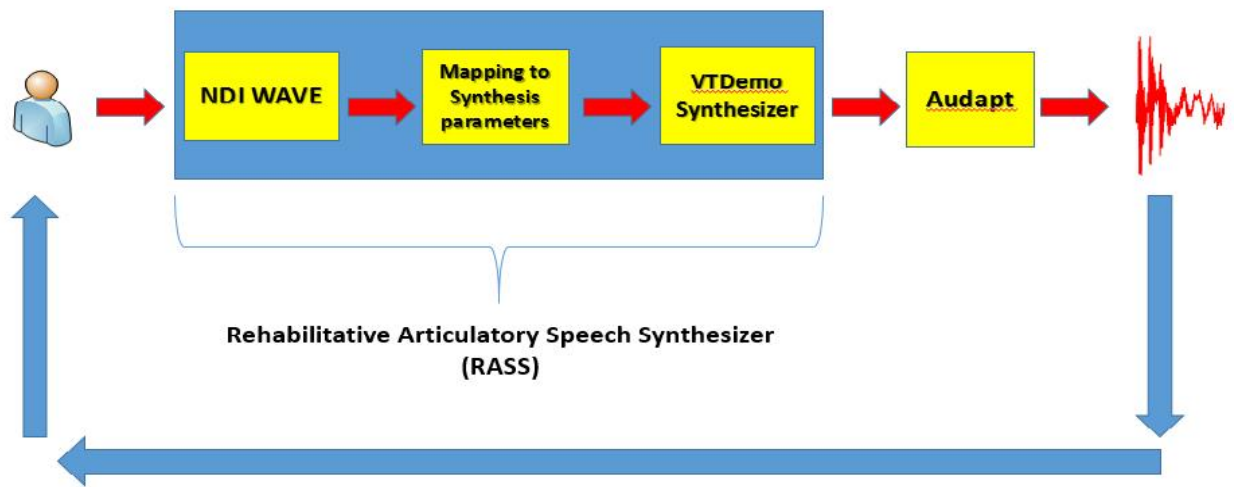 NDI WAVE
Mapping to
Synthesis
parameters
VTDemo
Synthesizer
Audapt
Rehabilitative Articulatory Speech Synthesizer
(RASS)